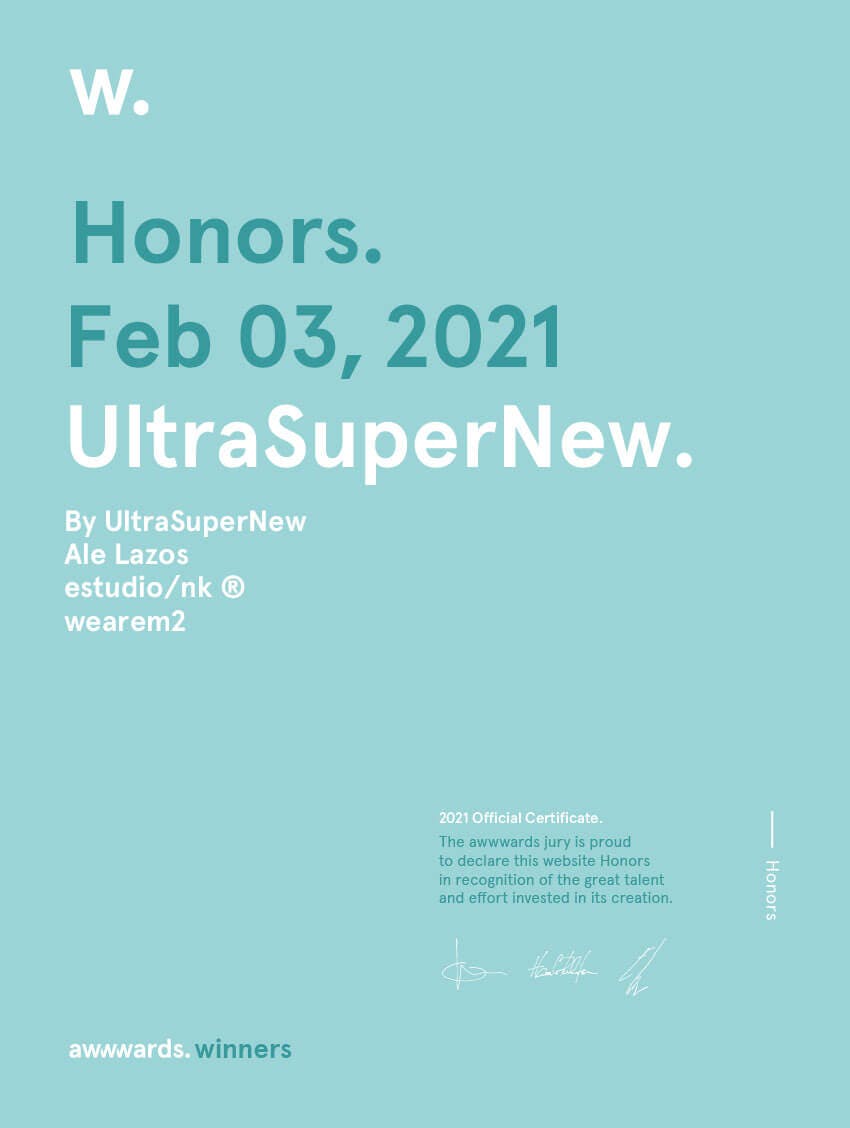 w.
Honors.
Feb 03, 2021
UltraSuperNew.
By UltraSuperNew
Ale Lazos
estudio/nk ®
wearem2
2021 Official Certificate.
The awwwards jury is proud
to declare this website Honors
in recognition of the great talent
and effort invested in its creation.
Honors
awwwards.winners